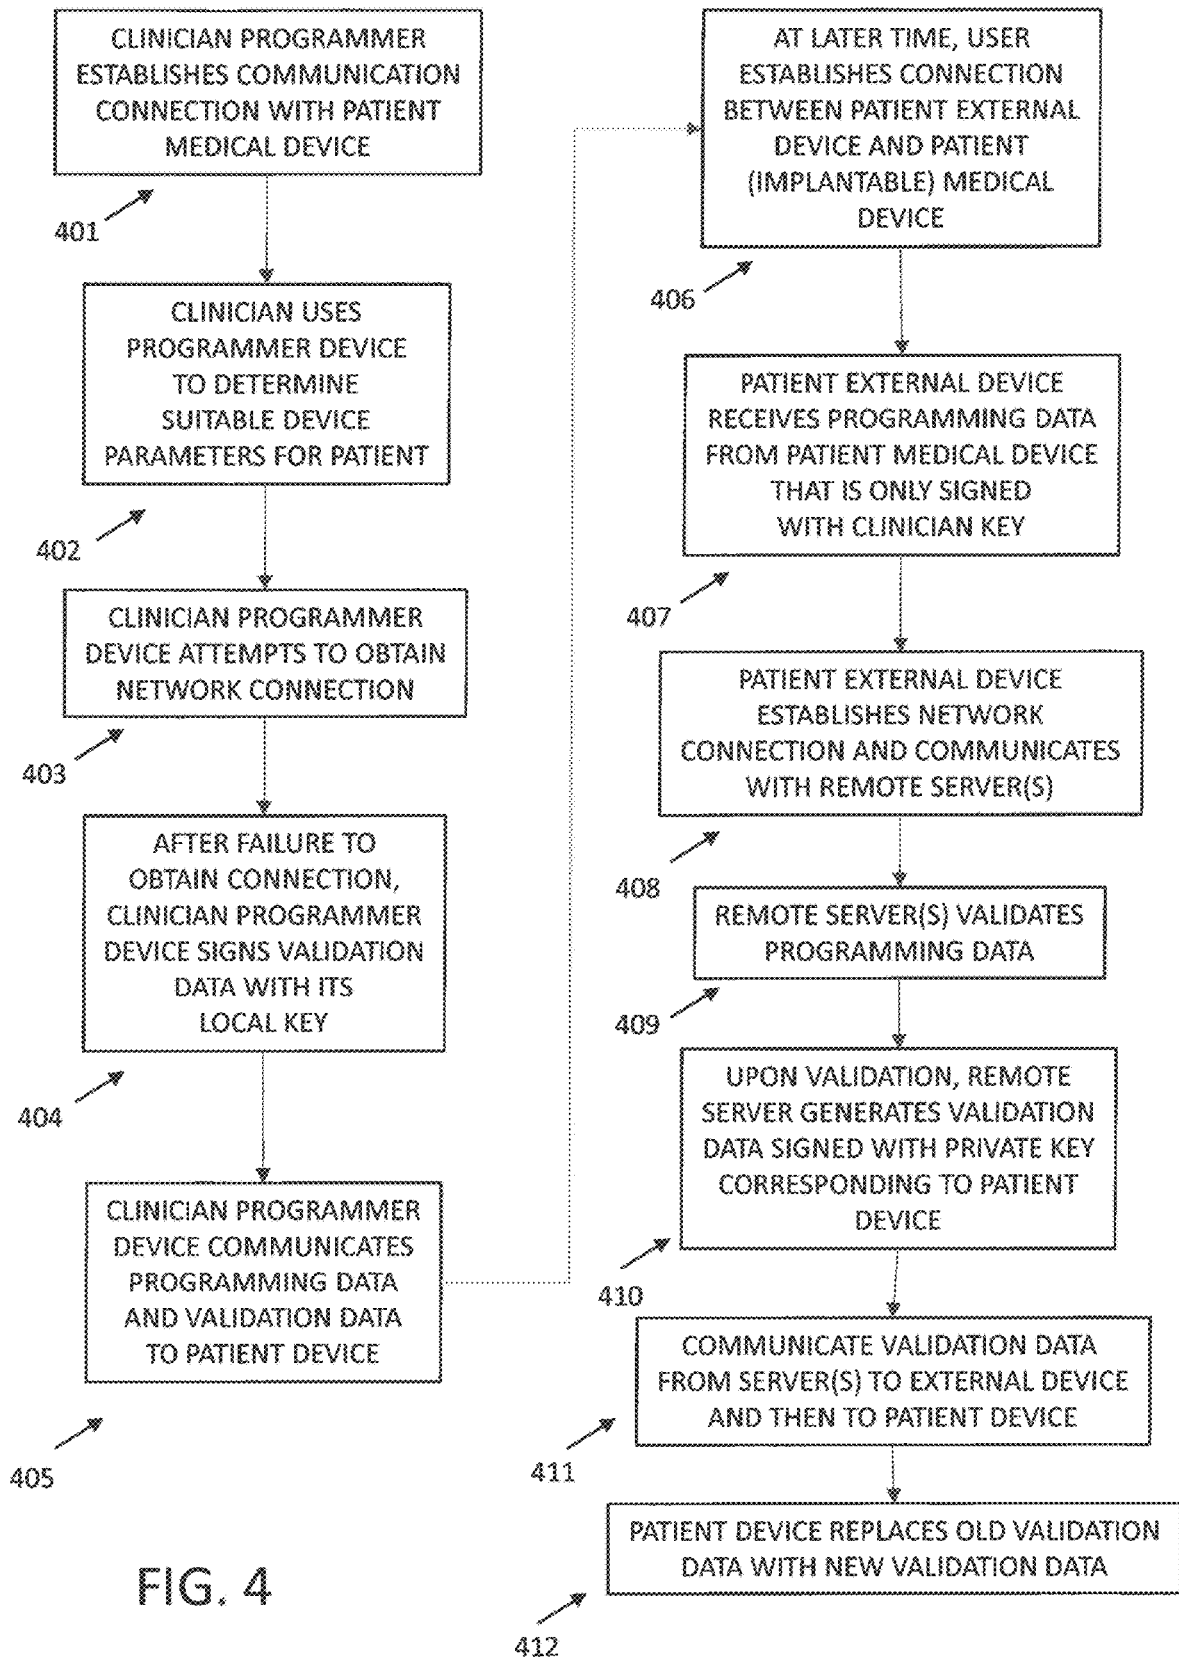 CLINICIAN PROGRAMMER
ESTABLISHES COMMUNICATION
CONNECTION WITH PATIENT
MEDICAL DEVICE
401
CLINICIAN USES
PROGRAMMER DEVICE
TO DETERMINE
SUITABLE DEVICE
PARAMETERS FOR PATIENT
402
CLINICIAN PROGRAMMER
DEVICE ATTEMPTS TO OBTAIN
NETWORK CONNECTION
403
AFTER FAILURE TO
OBTAIN CONNECTION,
CLINICIAN PROGRAMMER
DEVICE SIGNS VALIDATION
DATA WITH ITS
LOCAL KEY
404
CLINICIAN PROGRAMMER
DEVICE COMMUNICATES
PROGRAMMING DATA
AND VALIDATION DATA
TO PATIENT DEVICE
405
AT LATER TIME, USER
ESTABLISHES CONNECTION
BETWEEN PATIENT EXTERNAL
DEVICE AND PATIENT
(IMPLANTABLE) MEDICAL
DEVICE
406
PATIENT EXTERNAL DEVICE
RECEIVES PROGRAMMING DATA
FROM PATIENT MEDICAL DEVICE
THAT IS ONLY SIGNED
WITH CLINICIAN KEY
407
PATIENT EXTERNAL DEVICE
ESTABLISHES NETWORK
CONNECTION AND COMMUNICATES
WITH REMOTE SERVER(S)
408
REMOTE SERVER(S) VALIDATES
PROGRAMMING DATA
409
UPON VALIDATION, REMOTE
SERVER GENERATES VALIDATION
DATA SIGNED WITH PRIVATE KEY
CORRESPONDING TO PATIENT
DEVICE
410
COMMUNICATE VALIDATION DATA
FROM SERVER(S) TO EXTERNAL DEVICE
AND THEN TO PATIENT DEVICE
411
PATIENT DEVICE REPLACES OLD VALIDATION
DATA WITH NEW VALIDATION DATA
412
FIG. 4